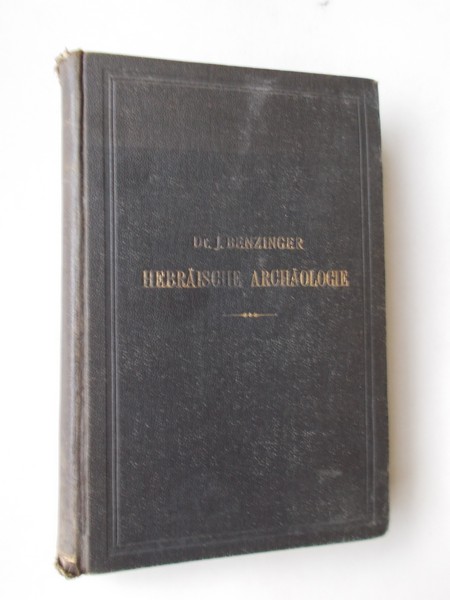 Dr. J. BENZINGER
HEBRÄISCHE ARCHÄOLOGIE